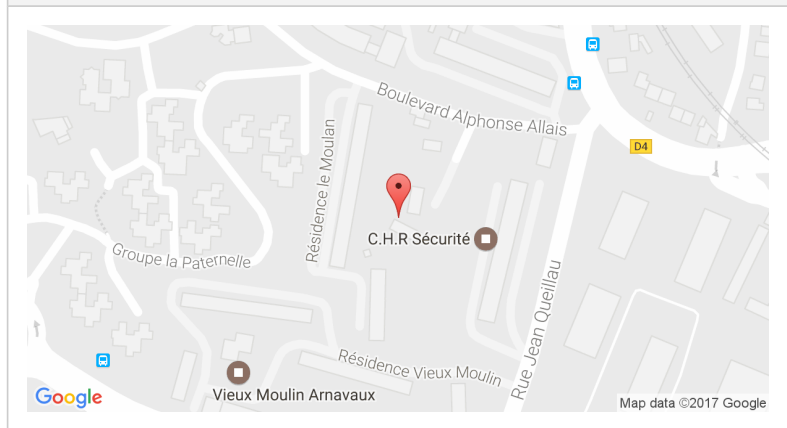 Boulevard Alphonse Allais
D4
Résidence le Moulan
C.H.R Sécurité
Groupe la Paternelle
Rue Jean Queillau
Résidence Vieux Moulin
Vieux Moulin Arnavaux
Google
Map data ©2017 Google